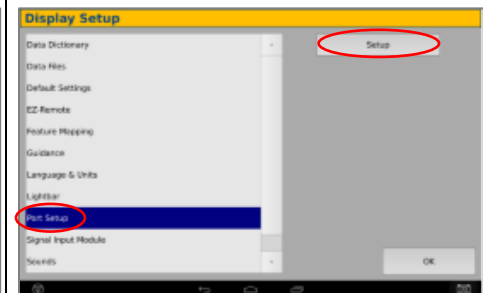 Display Setup
Data Dictionary
Setup
Data Files
Default Settings
EZ-Remote
Feature Mapping
Guidance
Language & Units
Lightbar
Port Setup
Signal Input Module
Sounds
OK